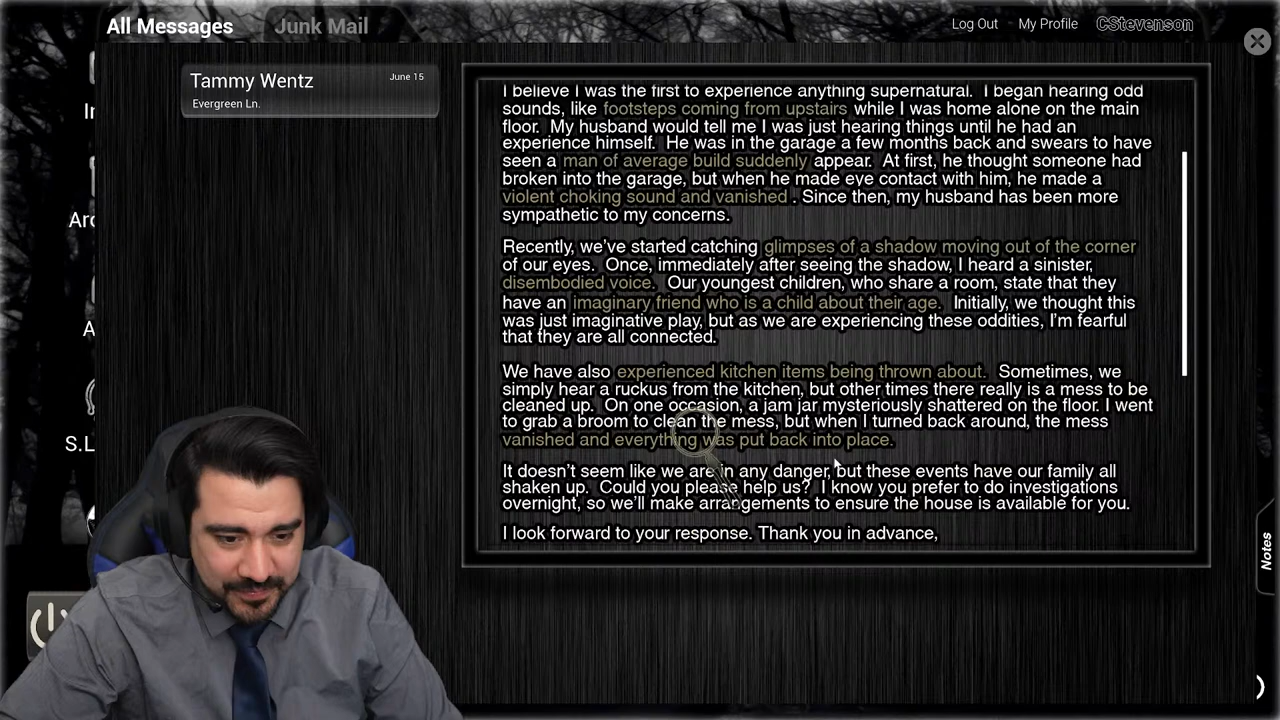 All Messages
Junk Mail
Log Out
My Profile
CStevenson
Tammy Wentz
June 15
Evergreen Ln.
I believe I was the first to experience anything supernatural. I began hearing odd
sounds, like footsteps coming from upstairs while I was home alone on the main
floor. My husband would tell me I was just hearing things until he had an
experience himself. He was in the garage a few months back and swears to have
seen a man of average build suddenly appear. At first, he thought someone had
broken into the garage, but when he made eye contact with him, he made a
violent choking sound and vanished . Since then, my husband has been more
sympathetic to my concerns.
Recently, we've started catching glimpses of a shadow moving out of the corner
of our eyes. Once, immediately after seeing the shadow, I heard a sinister,
disembodied voice. Our youngest children, who share a room, state that they
have an imaginary friend who is a child about their age. Initially, we thought this
was just imaginative play, but as we are experiencing these oddities, I'm fearful
that they are all connected.
We have also experienced kitchen items being thrown about. Sometimes, we
simply hear a ruckus from the kitchen, but other times there really is a mess to be
cleaned up. On one occasion, a jam jar mysteriously shattered on the floor. I went
to grab a broom to clean the mess, but when I turned back around, the mess
vanished and everything was put back into place.
It doesn't seem like we are in any danger, but these events have our family all
shaken up. Could you please help us? I know you prefer to do investigations
overnight, so we'll make arrangements to ensure the house is available for you.
I look forward to your response. Thank you in advance,
Notes
In
Arc
A
S.L